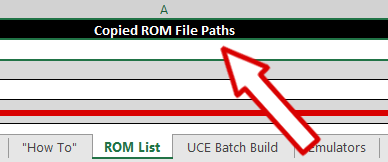 A
Copied ROM File Paths
"How To" ROM List UCE Batch Build Emulators